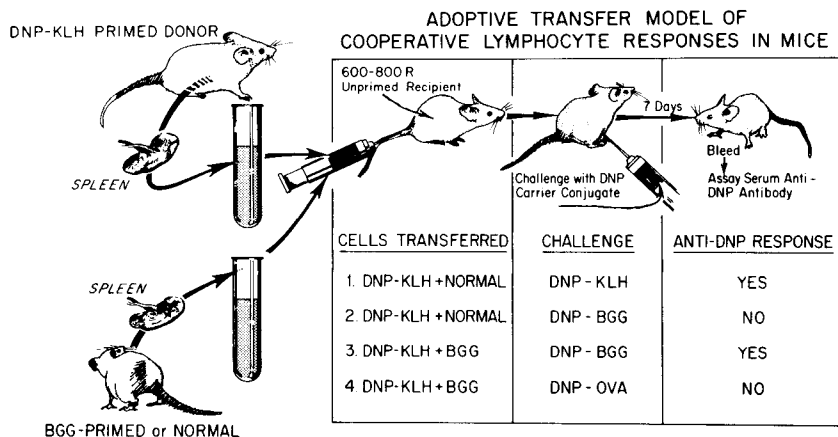 ADOPTIVE TRANSFER MODEL OF
COOPERATIVE LYMPHOCYTE RESPONSES IN MICE
DNP-KLH PRIMED DONOR
SPLEEN
SPLEEN
BGG-PRIMED or NORMAL
600-800 R
Unprimed Recipient
7 Days
Challenge with DNP
Carrier Conjugate
Bleed
Assay Serum Anti-
DNP Antibody
CELLS TRANSFERRED CHALLENGE ANTI-DNP RESPONSE
1. DNP-KLH+NORMAL DNP-KLH YES
2. DNP-KLH+NORMAL DNP-BGG NO
3. DNP-KLH+BGG DNP-BGG YES
4. DNP-KLH+BGG DNP-OVA NO